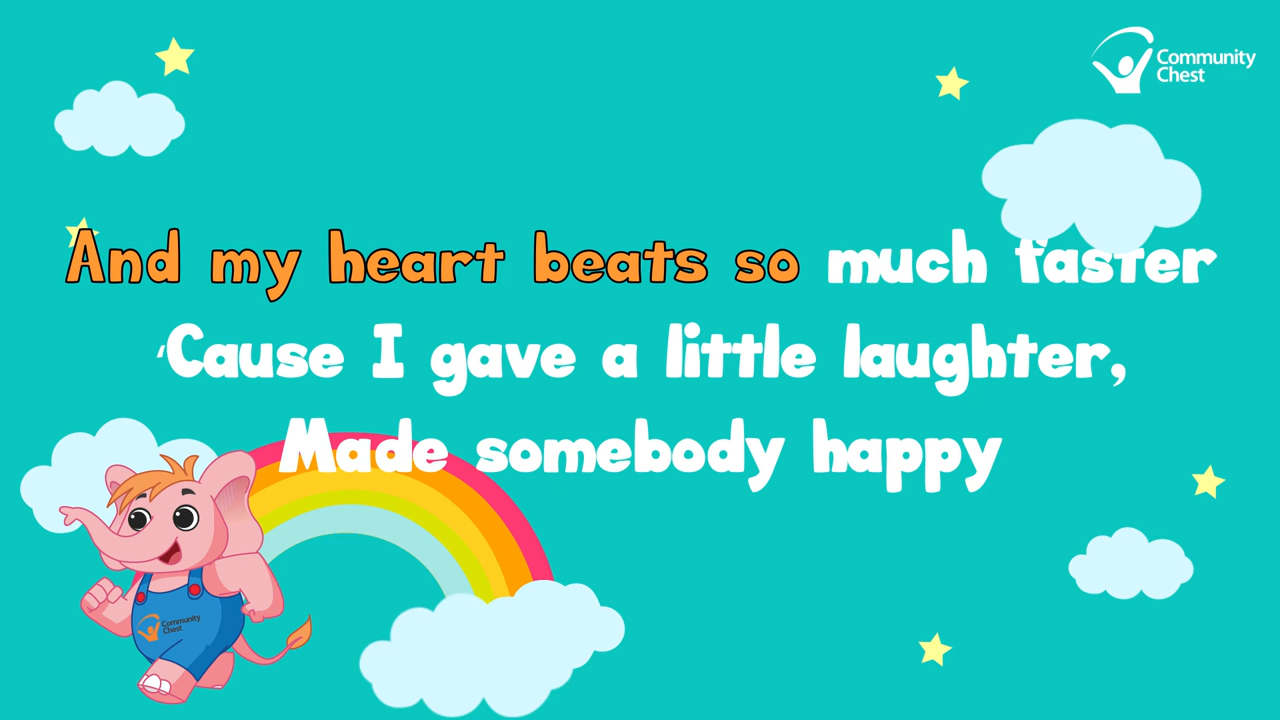 Community
Chest
And my heart beats so much faster
‘Cause I gave a little laughter,
Made somebody happy
Community
Chest